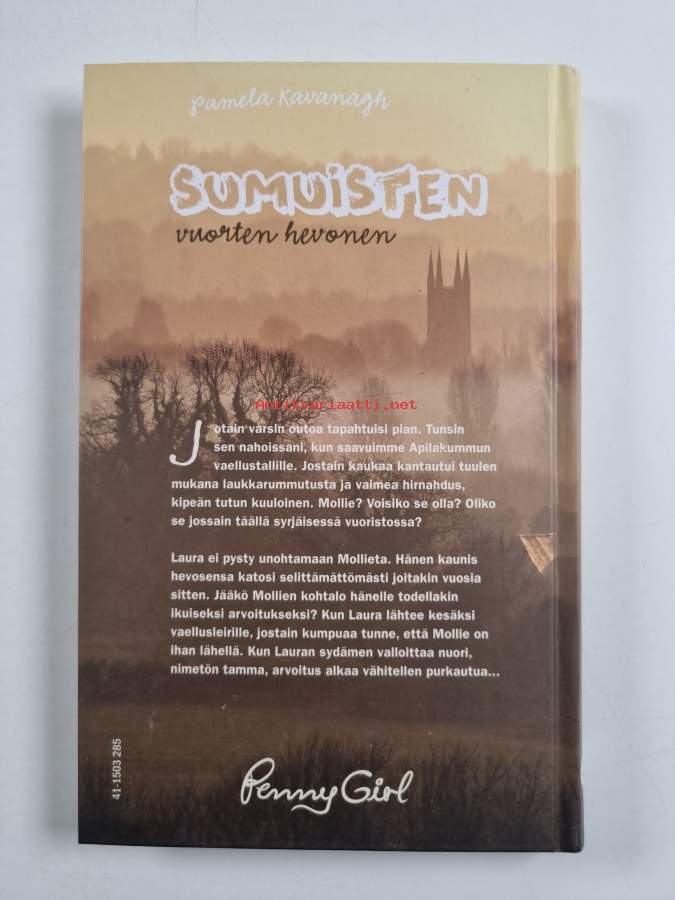 Pamela Kavanagh
SUMUiSTEN
vuorten hevonen
Antikvariaatti.net
Jotain varsin outoa tapahtuisi pian. Tunsin
sen nahoissani, kun saavuimme Apilakummun
vaellustallille. Jostain kaukaa kantautui tuulen
mukana laukkarummutusta ja vaimea hirnahdus,
kipeän tutun kuuloinen. Mollie? Voisiko se olla? Oliko
se jossain täällä syrjäisessä vuoristossa?
Laura ei pysty unohtamaan Mollieta. Hänen kaunis
hevosensa katosi selittämättömästi joitakin vuosia
sitten. Jääkö Mollien kohtalo hänelle todellakin
ikuiseksi arvoitukseksi? Kun Laura lähtee kesäksi
vaellusleirille, jostain kumpuaa tunne, että Mollie on
ihan lähellä. Kun Lauran sydämen valloittaa nuori,
nimetön tamma, arvoitus alkaa vähitellen purkautua...
41-1503 285
Penny Girl